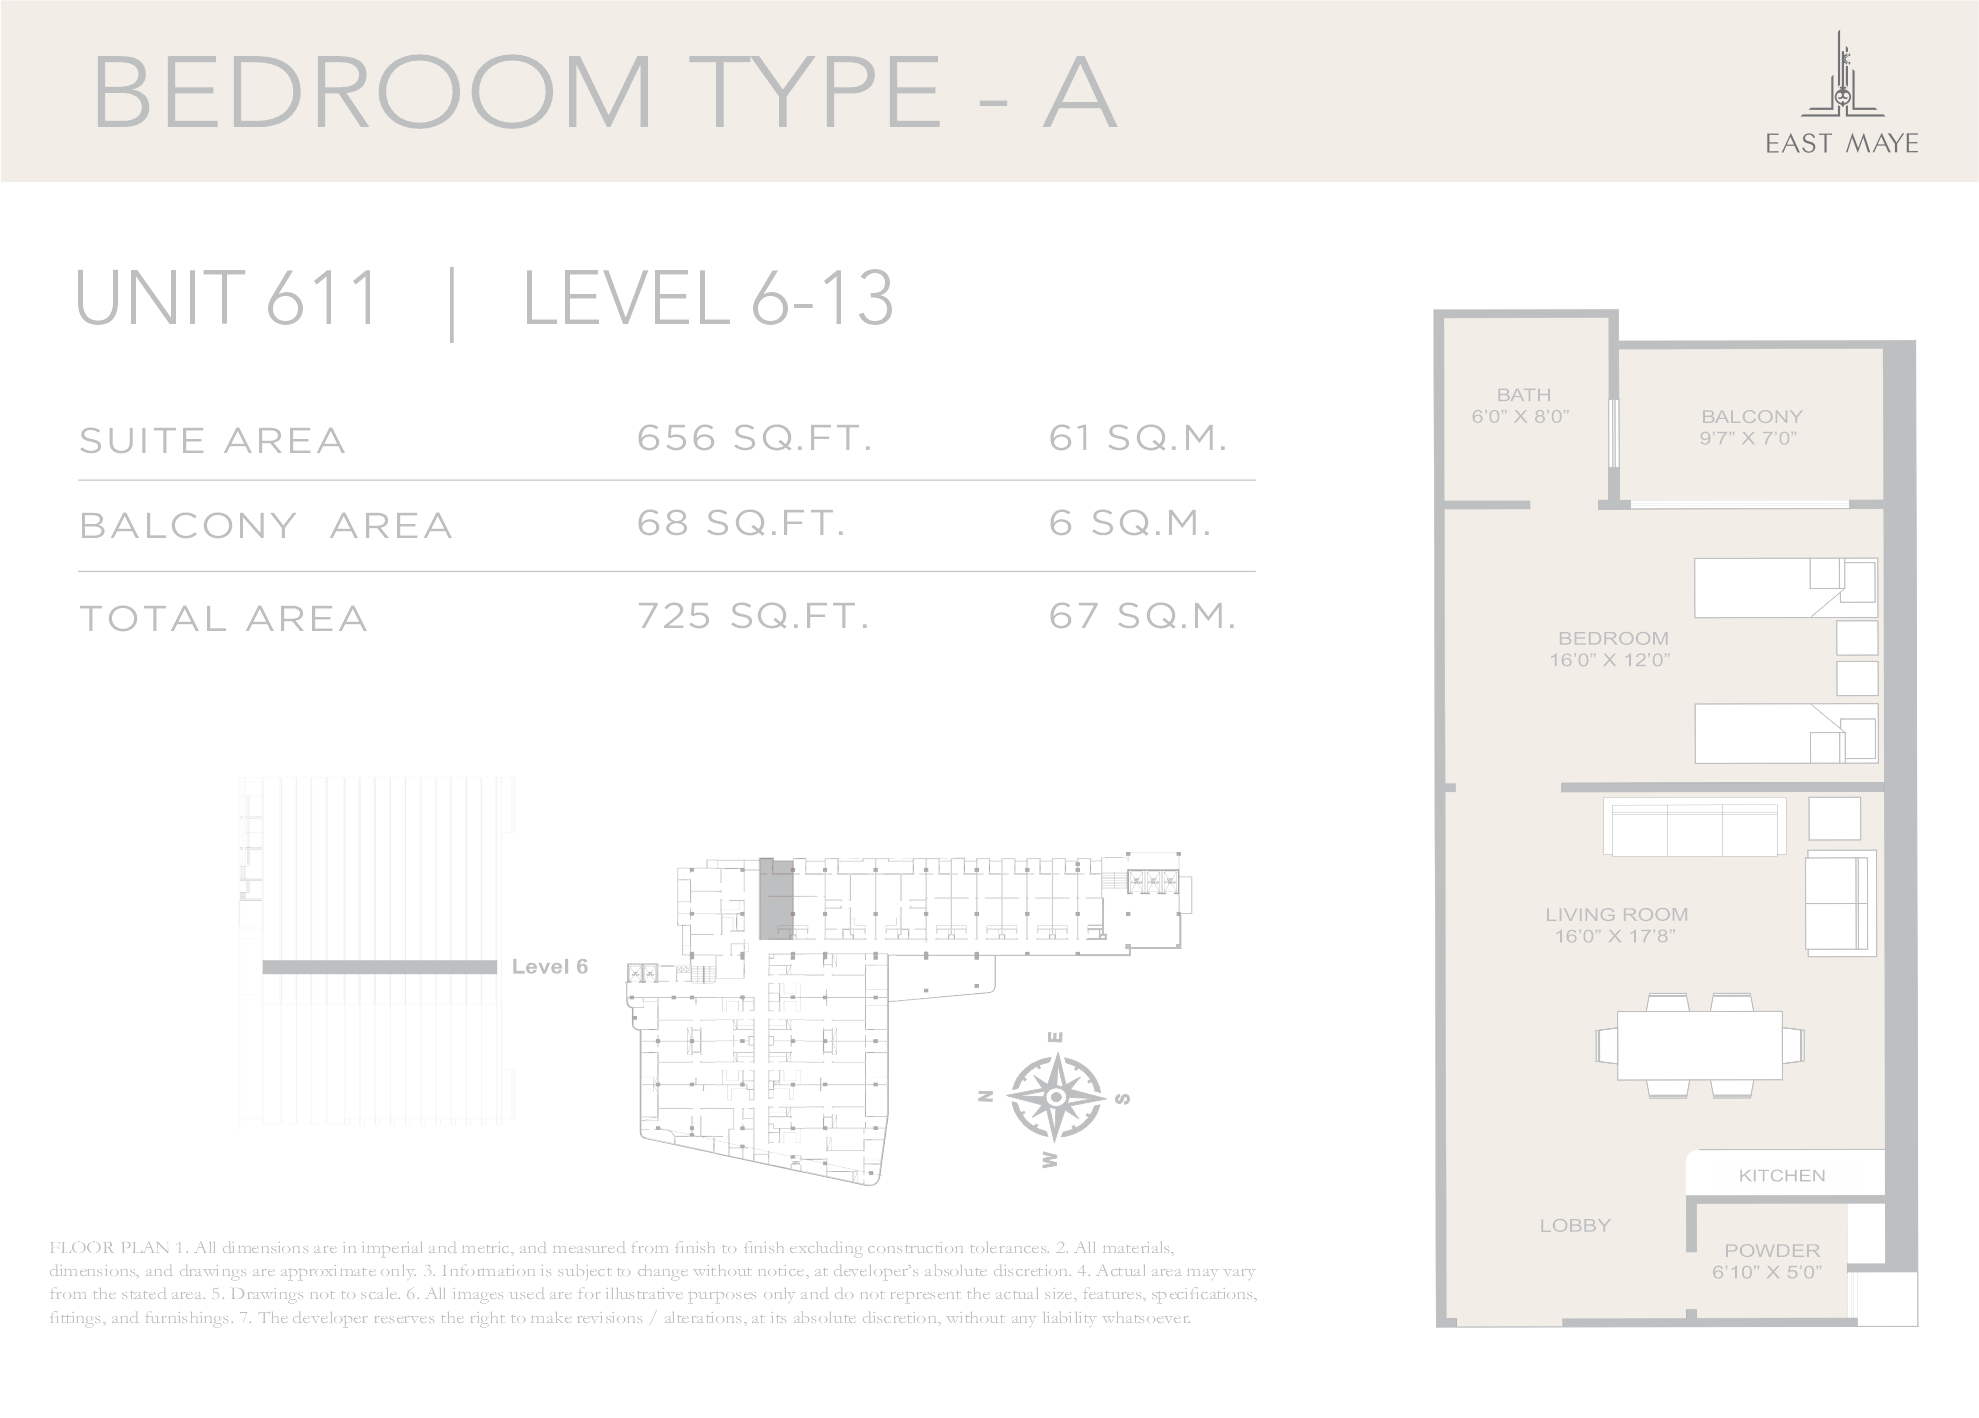 BEDROOM TYPE - A
EAST MAYE
UNIT 611 | LEVEL 6-13
SUITE AREA 656 SQ.FT. 61 SQ.M.
BALCONY AREA 68 SQ.FT. 6 SQ.M.
TOTAL AREA 725 SQ.FT. 67 SQ.M.
Level 6
E
N
S
W
FLOOR PLAN 1. All dimensions are in imperial and metric, and measured from finish to finish excluding construction tolerances. 2. All materials,
dimensions, and drawings are approximate only. 3. Information is subject to change without notice, at developer's absolute discretion. 4. Actual area may vary
from the stated area. 5. Drawings not to scale. 6. All images used are for illustrative purposes only and do not represent the actual size, features, specifications,
fittings, and furnishings. 7. The developer reserves the right to make revisions / alterations, at its absolute discretion, without any liability whatsoever.
BATH
6'0" X 8'0"
BALCONY
9'7" X 7'0"
BEDROOM
16'0" X 12'0"
LIVING ROOM
16'0" X 17'8"
KITCHEN
LOBBY
POWDER
6'10" X 5'0"